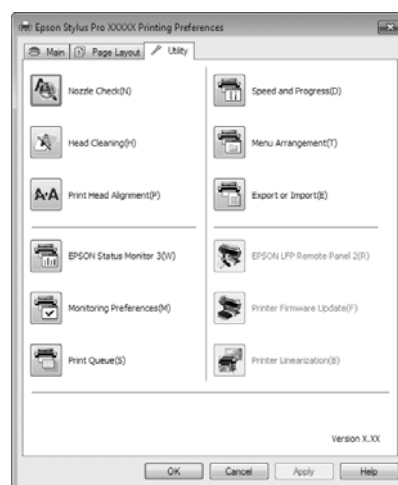 Epson Stylus Pro XXXXX Printing Preferences
Main
Page Layout
Utility
Nozzle Check(N)
Speed and Progress(D)
Head Cleaning(H)
Menu Arrangement(T)
A·A
Print Head Alignment(P)
Export or Import(E)
EPSON Status Monitor 3(W)
EPSON LFP Remote Panel 2(R)
Monitoring Preferences(M)
Printer Firmware Update(F)
Print Queue(S)
Printer Linearization(B)
Version X.XX
OK
Cancel
Apply
Help